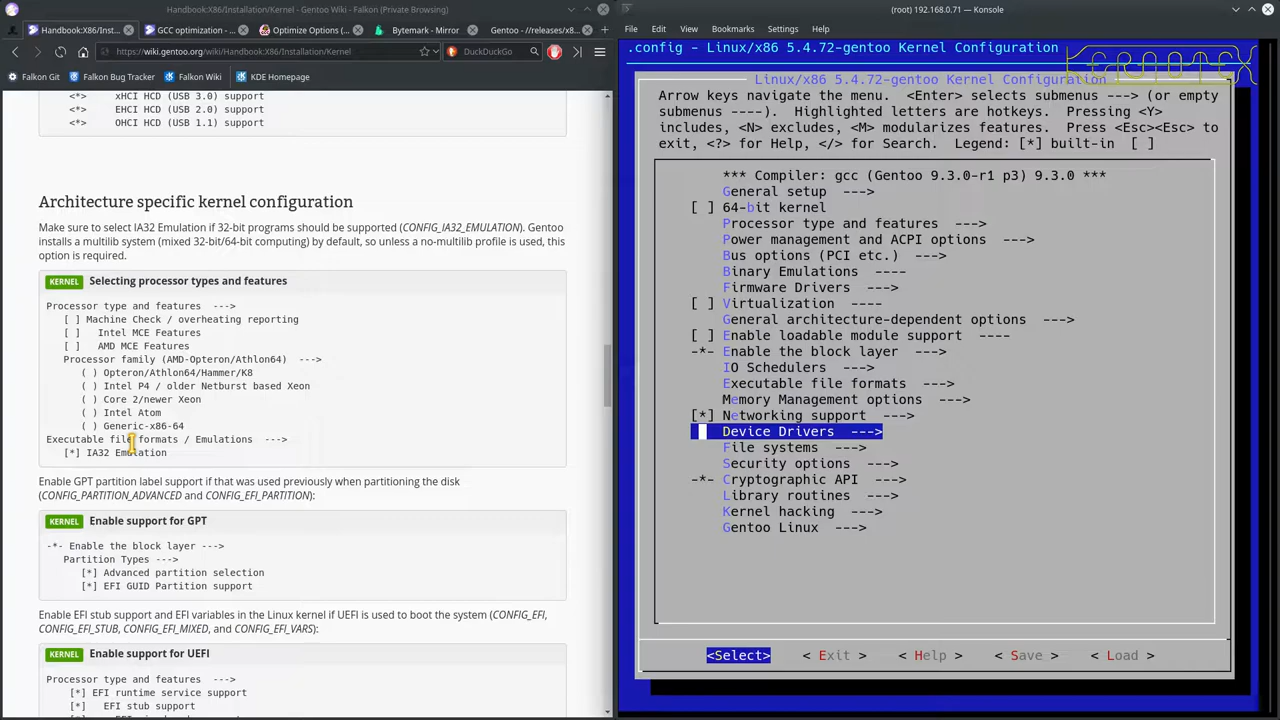 Handbook:X86/Installation/Kernel - Gentoo Wiki - Falkon (Private Browsing)
Handbook:X86/Inst...
GCC optimization -
Optimize Options (...
Bytemark - Mirror
Gentoo - //releases/x8
https://wiki.gentoo.org/wiki/Handbook:X86/Installation/Kernel
DuckDuckGo
Falkon Git
Falkon Bug Tracker
Falkon Wiki
KDE Homepage
<*> xHCI HCD (USB 3.0) support
<*> EHCI HCD (USB 2.0) support
<*> OHCI HCD (USB 1.1) support
Architecture specific kernel configuration
Make sure to select IA32 Emulation if 32-bit programs should be supported (CONFIG_IA32_EMULATION). Gentoo
installs a multilib system (mixed 32-bit/64-bit computing) by default, so unless a no-multilib profile is used, this
option is required.
KERNEL Selecting processor types and features
Processor type and features --->
[ ] Machine Check / overheating reporting
[ ] Intel MCE Features
[ ] AMD MCE Features
Processor family (AMD-Opteron/Athlon64) --->
( ) Opteron/Athlon64/Hammer/K8
( ) Intel P4 / older Netburst based Xeon
( ) Core 2/newer Xeon
( ) Intel Atom
( ) Generic-x86-64
Executable file formats / Emulations --->
[*] IA32 Emulation
Enable GPT partition label support if that was used previously when partitioning the disk
(CONFIG_PARTITION_ADVANCED and CONFIG_EFI_PARTITION):
KERNEL Enable support for GPT
-*- Enable the block layer --->
Partition Types --->
[*] Advanced partition selection
[*] EFI GUID Partition support
Enable EFI stub support and EFI variables in the Linux kernel if UEFI is used to boot the system (CONFIG_EFI,
CONFIG_EFI_STUB, CONFIG_EFI_MIXED, and CONFIG_EFI_VARS):
KERNEL Enable support for UEFI
Processor type and features --->
[*] EFI runtime service support
[*] EFI stub support
(root) 192.168.0.71 — Konsole
File Edit View Bookmarks Settings Help
.config - Linux/x86 5.4.72-gentoo Kernel Configuration
KERNOTEX
Linux/x86 5.4.72-gentoo Kernel Configuration
Arrow keys navigate the menu. <Enter> selects submenus ---> (or empty
submenus ----). Highlighted letters are hotkeys. Pressing <Y>
includes, <N> excludes, <M> modularizes features. Press <Esc><Esc> to
exit, <?> for Help, </> for Search. Legend: [*] built-in [ ]
*** Compiler: gcc (Gentoo 9.3.0-r1 p3) 9.3.0 ***
General setup --->
[ ] 64-bit kernel
Processor type and features --->
Power management and ACPI options --->
Bus options (PCI etc.) --->
Binary Emulations ----
Firmware Drivers --->
[ ] Virtualization ----
General architecture-dependent options --->
[ ] Enable loadable module support ----
-*- Enable the block layer --->
IO Schedulers --->
Executable file formats --->
Memory Management options --->
[*] Networking support --->
Device Drivers --->
File systems --->
Security options --->
-*- Cryptographic API --->
Library routines --->
Kernel hacking --->
Gentoo Linux --->
<Select> < Exit > < Help > < Save > < Load >